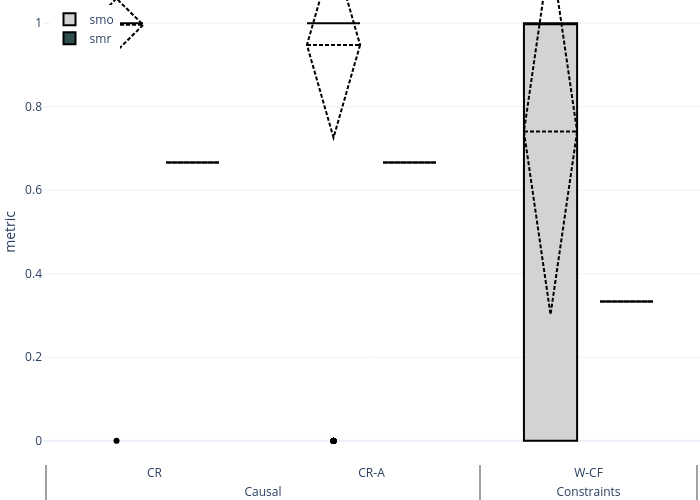 smo
smr
metric
1
0.8
0.6
0.4
0.2
0
CR
CR-A
W-CF
Causal
Constraints